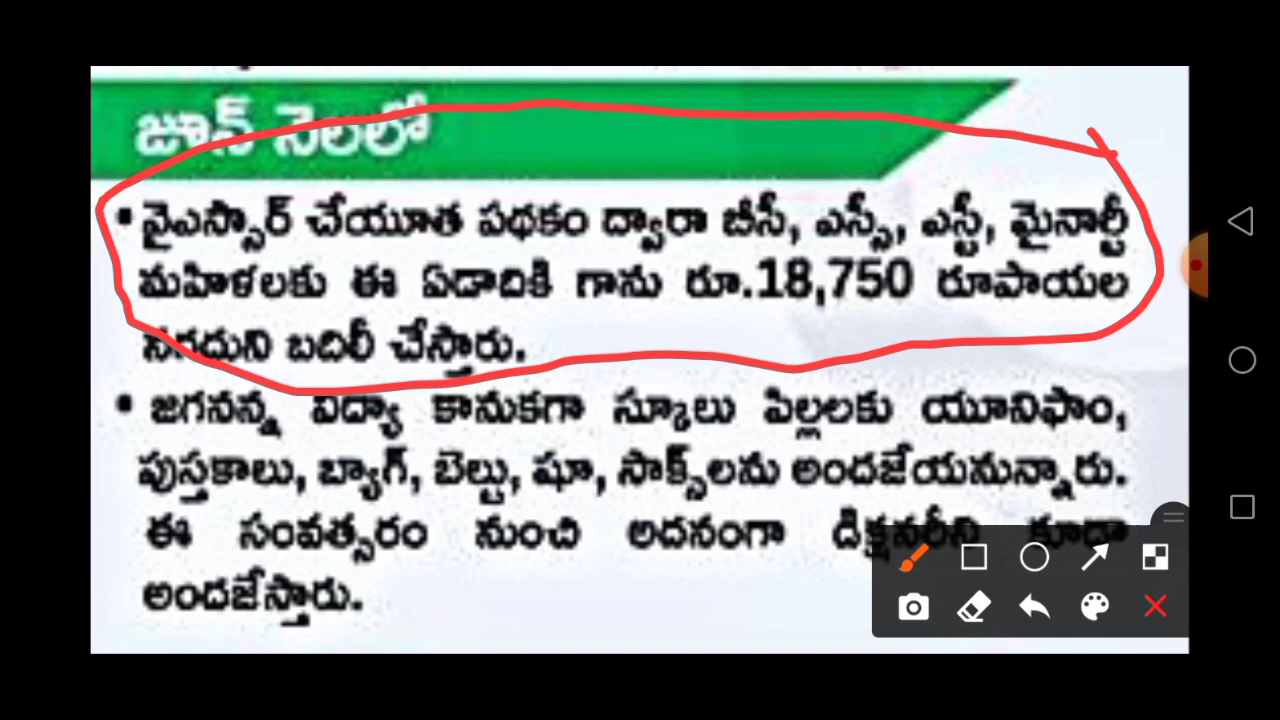 జూన్ నెలలో
• వైఎస్సార్ చేయూత పథకం ద్వారా బీసీ, ఎస్సీ, ఎస్టీ, మైనార్టీ
మహిళలకు ఈ ఏడాదికి గాను రూ.18,750 రూపాయల
నగదుని బదిలీ చేస్తారు.
• జగనన్న విద్యా కానుకగా స్కూలు పిల్లలకు యూనిఫాం,
పుస్తకాలు, బ్యాగ్, బెల్టు, షూ, సాక్స్‌లను అందజేయనున్నారు.
ఈ సంవత్సరం నుంచి అదనంగా డిక్షనరీని కూడా
అందజేస్తారు.